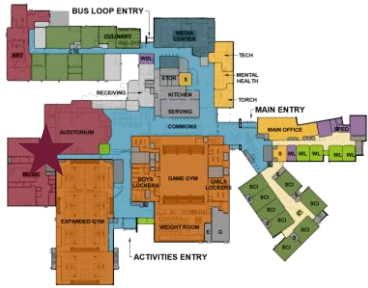 BUS LOOP ENTRY
CULINARY
MEDIA
CENTER
ART
WBL
TECH
STOR
S
MENTAL
HEALTH
RECEIVING
KITCHEN
TORCH
SERVING
MAIN ENTRY
AUDITORIUM
COMMONS
MAIN OFFICE
SPED
S
WL
WL
WL
WL
MUSIC
BOYS
LOCKERS
GAME GYM
GIRLS
LOCKERS
SCI
SCI
SCI
SCI
SCI
SCI
SCI
EXPANDED GYM
E
WEIGHT ROOM
E
G
ACTIVITIES ENTRY